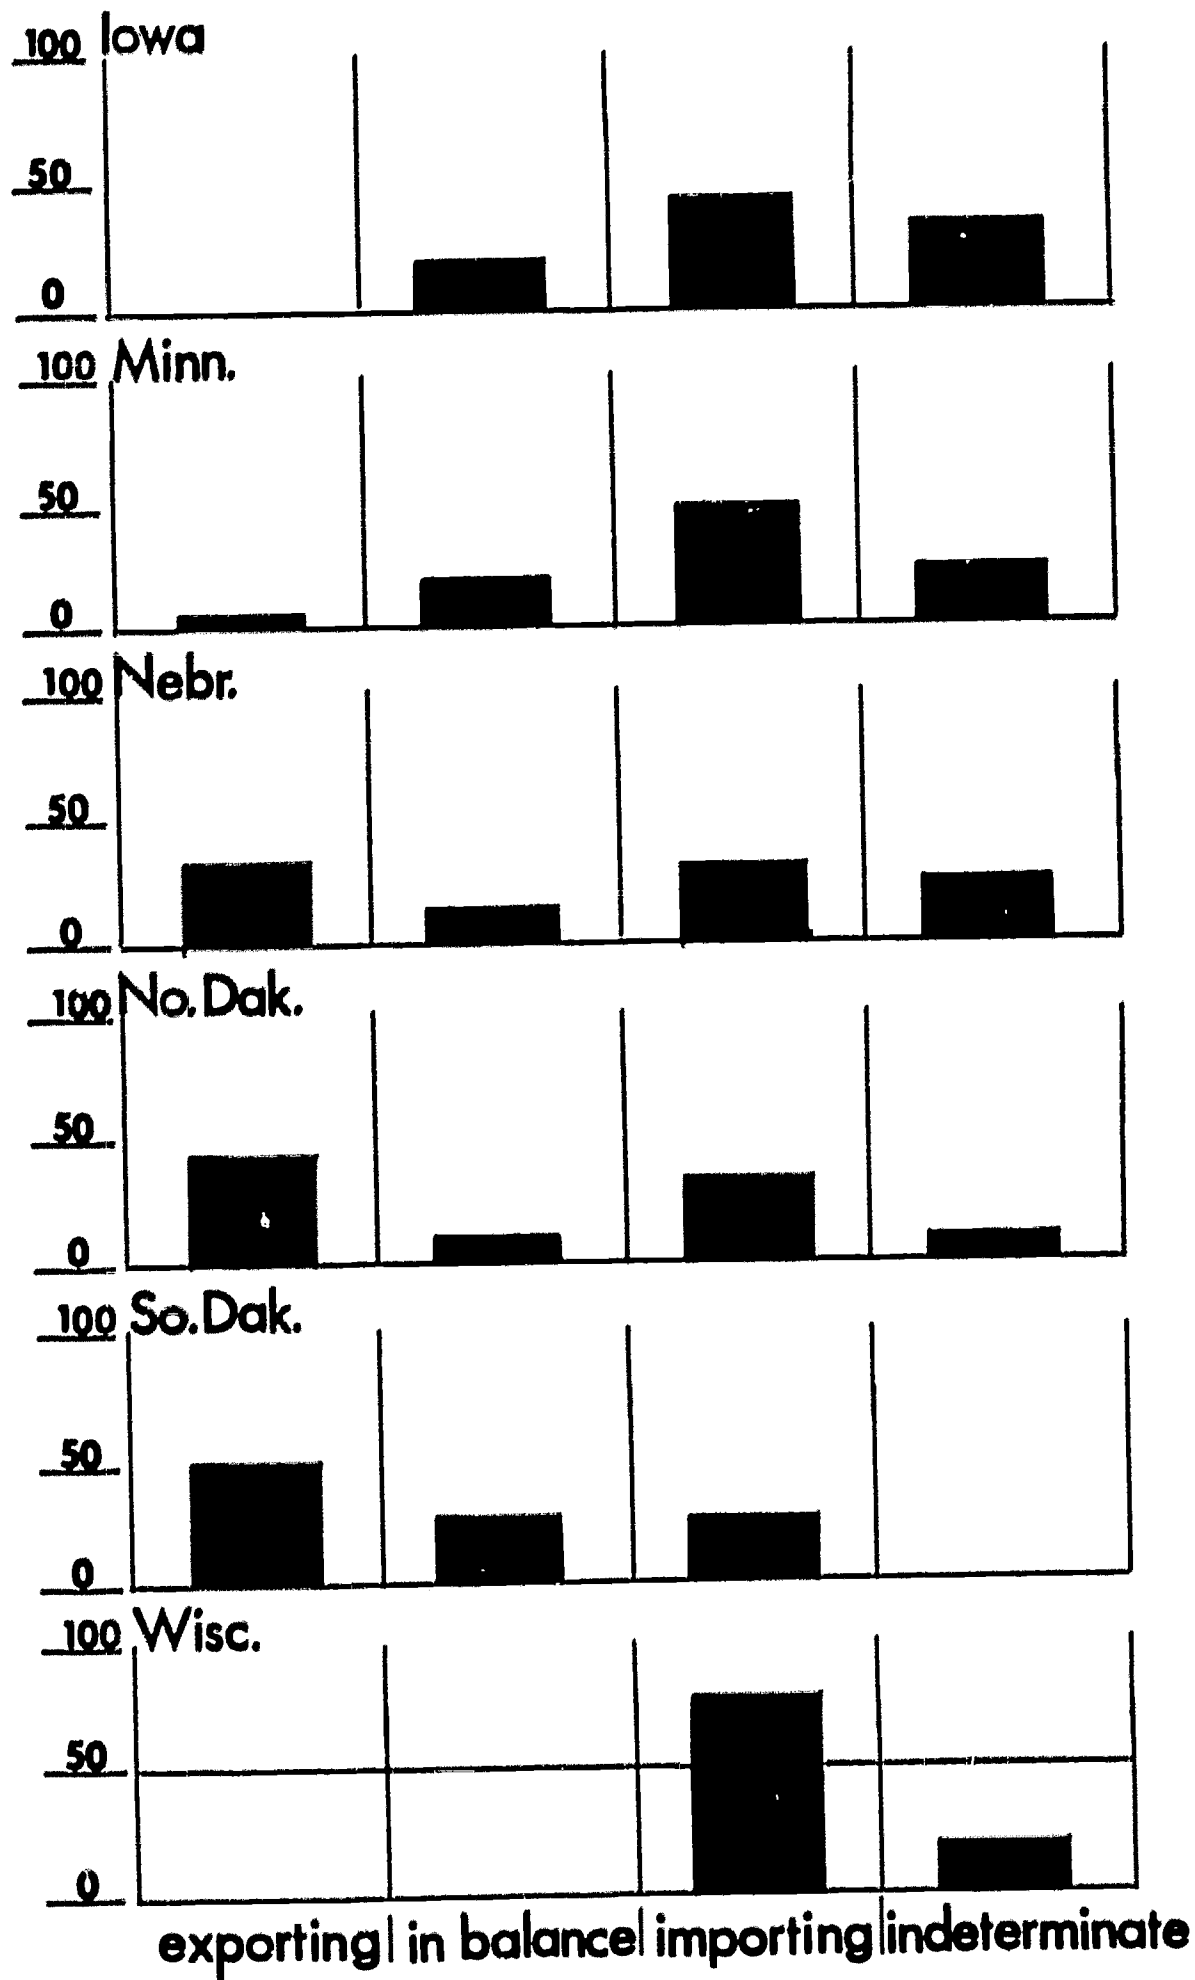 100 Iowa
50
0
100 Minn.
50
0
100 Nebr.
50
0
100 No. Dak.
50
0
100 So. Dak.
50
0
100 Wisc.
50
0
exporting | in balance | importing | indeterminate